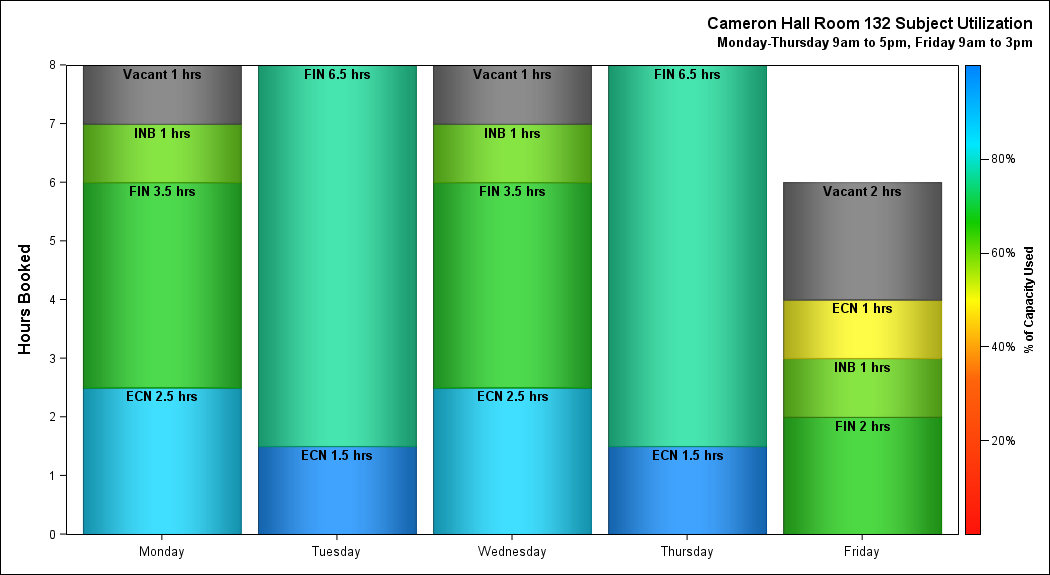 Cameron Hall Room 132 Subject Utilization
Monday-Thursday 9am to 5pm, Friday 9am to 3pm
Hours Booked
8
7
6
5
4
3
2
1
0
Vacant 1 hrs
INB 1 hrs
FIN 3.5 hrs
ECN 2.5 hrs
FIN 6.5 hrs
ECN 1.5 hrs
Vacant 1 hrs
INB 1 hrs
FIN 3.5 hrs
ECN 2.5 hrs
FIN 6.5 hrs
ECN 1.5 hrs
Vacant 2 hrs
ECN 1 hrs
INB 1 hrs
FIN 2 hrs
Monday
Tuesday
Wednesday
Thursday
Friday
80%
60%
40%
20%
% of Capacity Used